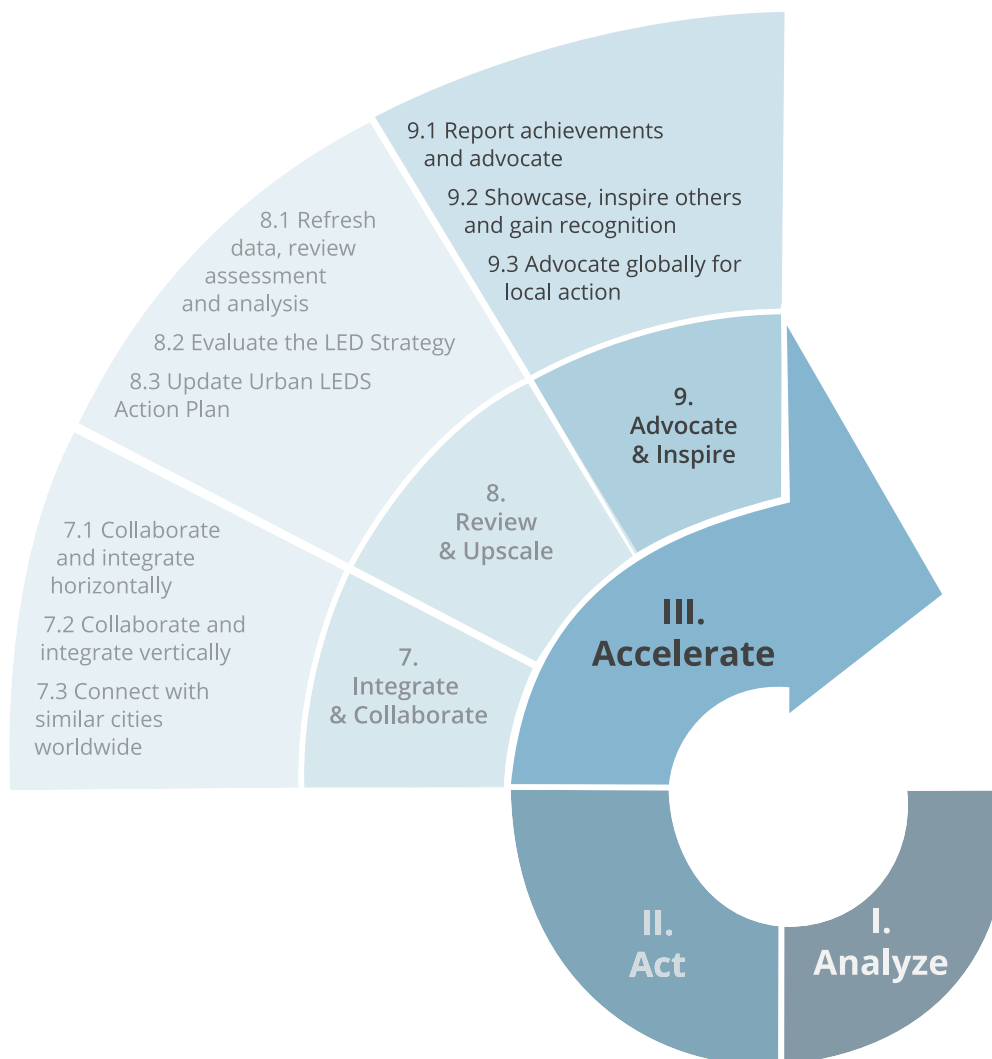 9.1 Report achievements
and advocate
9.2 Showcase, inspire others
and gain recognition
9.3 Advocate globally for
local action
8.1 Refresh
data, review
assessment
and analysis
8.2 Evaluate the LED Strategy
8.3 Update Urban LEDS
Action Plan
7.1 Collaborate
and integrate
horizontally
7.2 Collaborate and
integrate vertically
7.3 Connect with
similar cities
worldwide
9.
Advocate
& Inspire
8.
Review
& Upscale
7.
Integrate
& Collaborate
III.
Accelerate
II.
Act
I.
Analyze